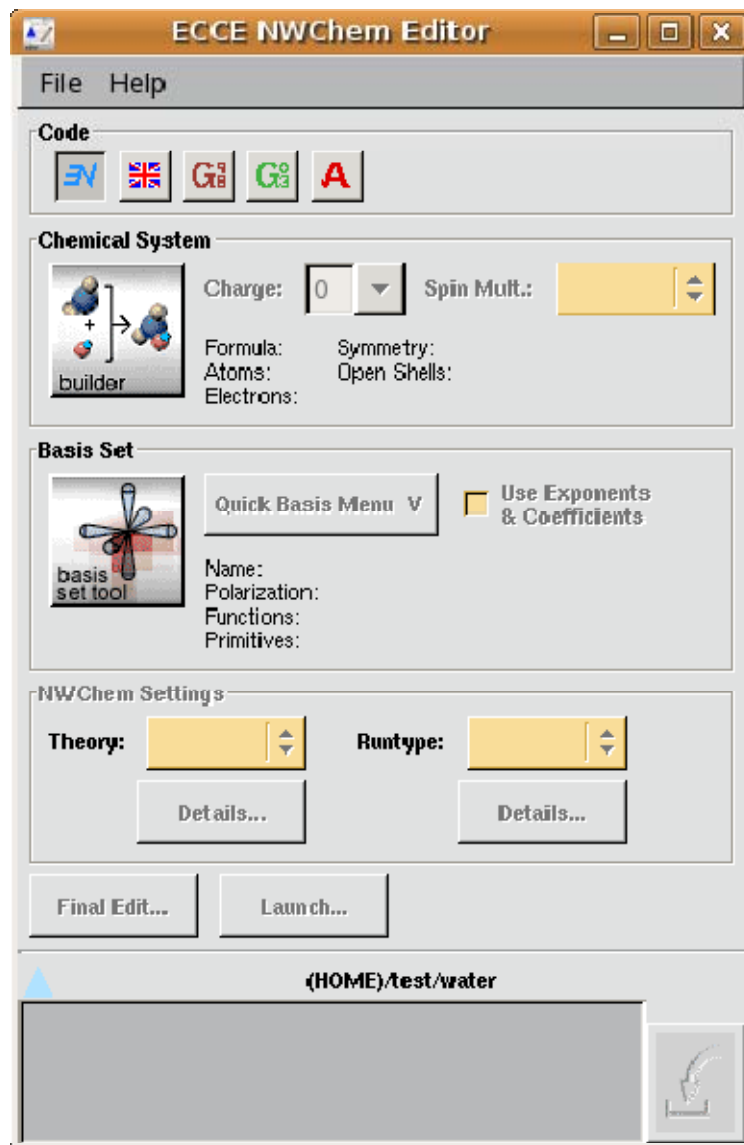 ECCE NWChem Editor
File Help
Code
G98 G03 A
Chemical System
Charge: 0 Spin Mult.:
Formula: Symmetry:
Atoms: Open Shells:
Electrons:
builder
Basis Set
Quick Basis Menu V
Use Exponents
& Coefficients
basis
set tool
Name:
Polarization:
Functions:
Primitives:
NWChem Settings
Theory: Runtype:
Details... Details...
Final Edit... Launch...
(HOME)/test/water